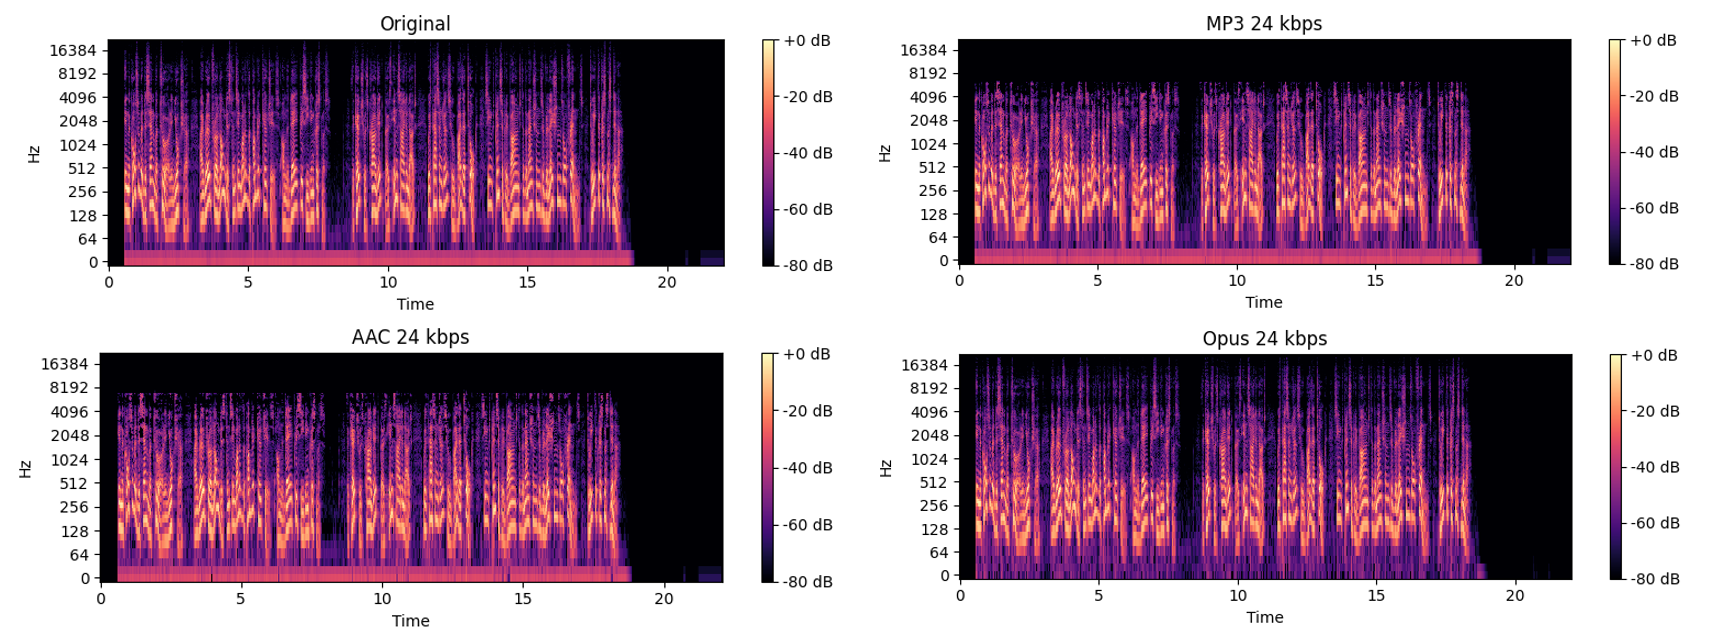 Original
16384
8192
4096
2048
1024
512
256
128
64
0
Hz
0 5 10 15 20
Time
+0 dB
-20 dB
-40 dB
-60 dB
-80 dB
MP3 24 kbps
16384
8192
4096
2048
1024
512
256
128
64
0
Hz
0 5 10 15 20
Time
+0 dB
-20 dB
-40 dB
-60 dB
-80 dB
AAC 24 kbps
16384
8192
4096
2048
1024
512
256
128
64
0
Hz
0 5 10 15 20
Time
+0 dB
-20 dB
-40 dB
-60 dB
-80 dB
Opus 24 kbps
16384
8192
4096
2048
1024
512
256
128
64
0
Hz
0 5 10 15 20
Time
+0 dB
-20 dB
-40 dB
-60 dB
-80 dB